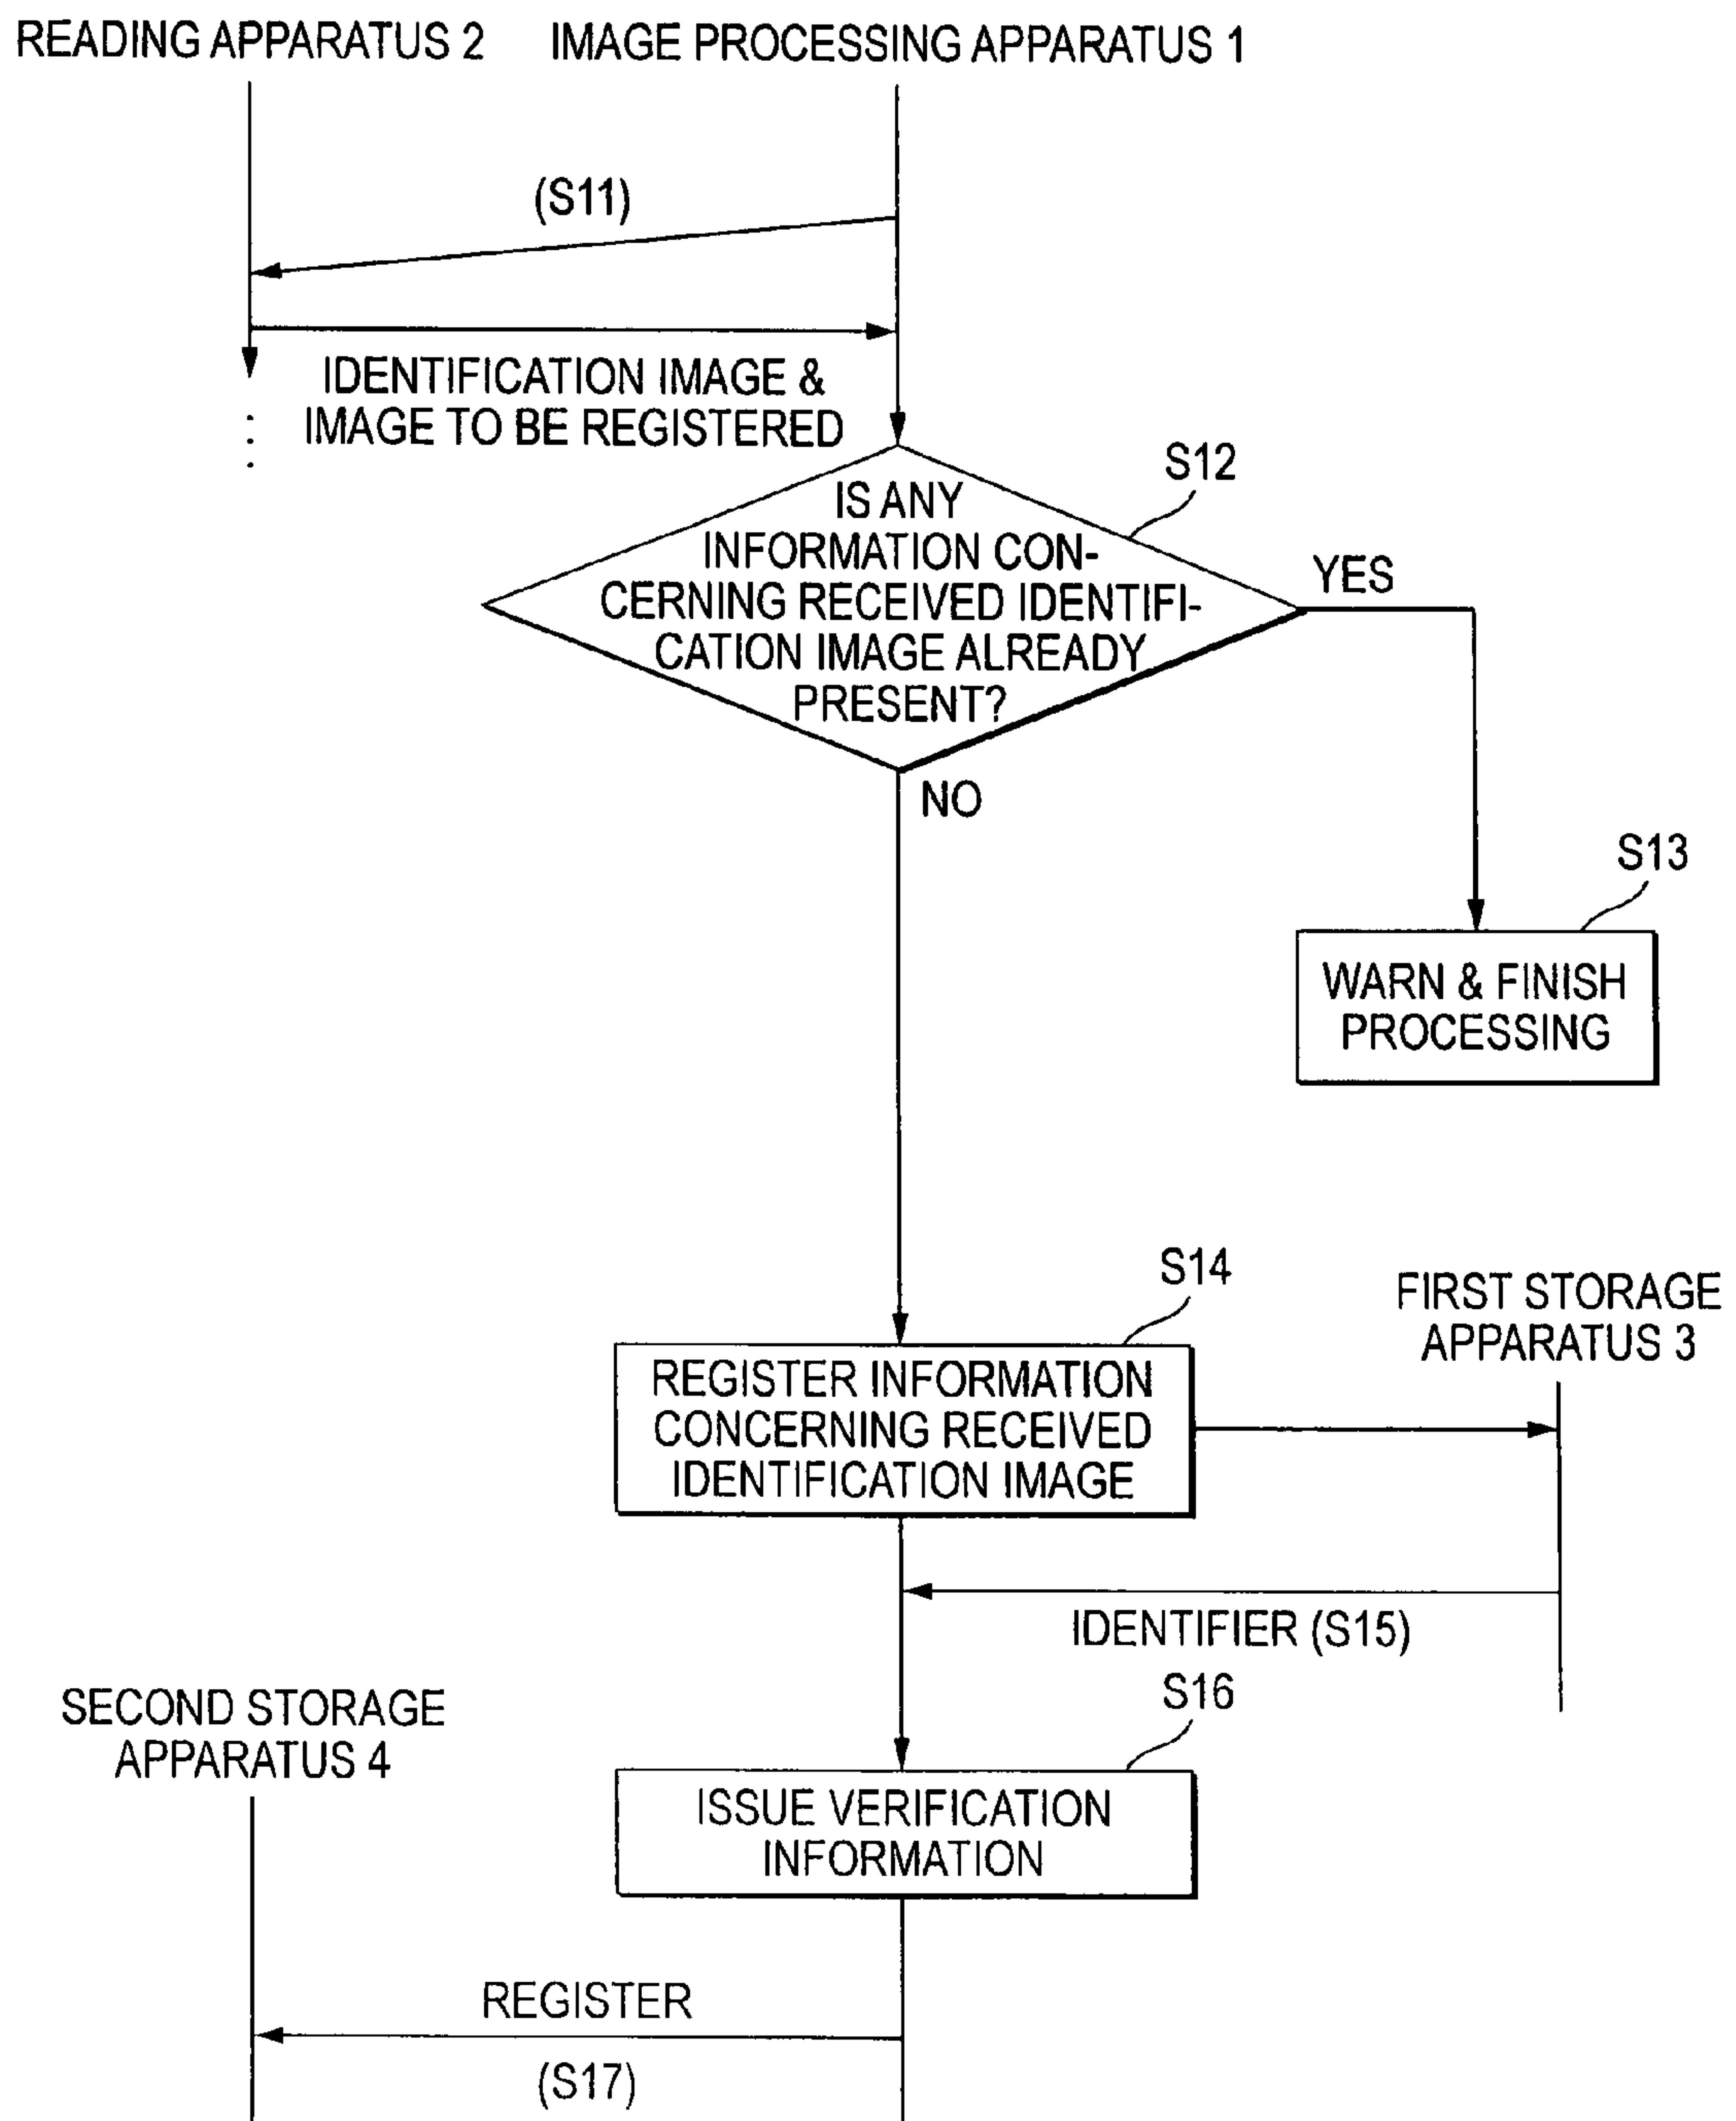 READING APPARATUS 2
IMAGE PROCESSING APPARATUS 1
(S11)
IDENTIFICATION IMAGE &
IMAGE TO BE REGISTERED
S12
IS ANY
INFORMATION CON-
CERNING RECEIVED IDENTIFI-
CATION IMAGE ALREADY
PRESENT?
YES
NO
S13
WARN & FINISH
PROCESSING
S14
FIRST STORAGE
APPARATUS 3
REGISTER INFORMATION
CONCERNING RECEIVED
IDENTIFICATION IMAGE
IDENTIFIER (S15)
S16
SECOND STORAGE
APPARATUS 4
ISSUE VERIFICATION
INFORMATION
REGISTER
(S17)